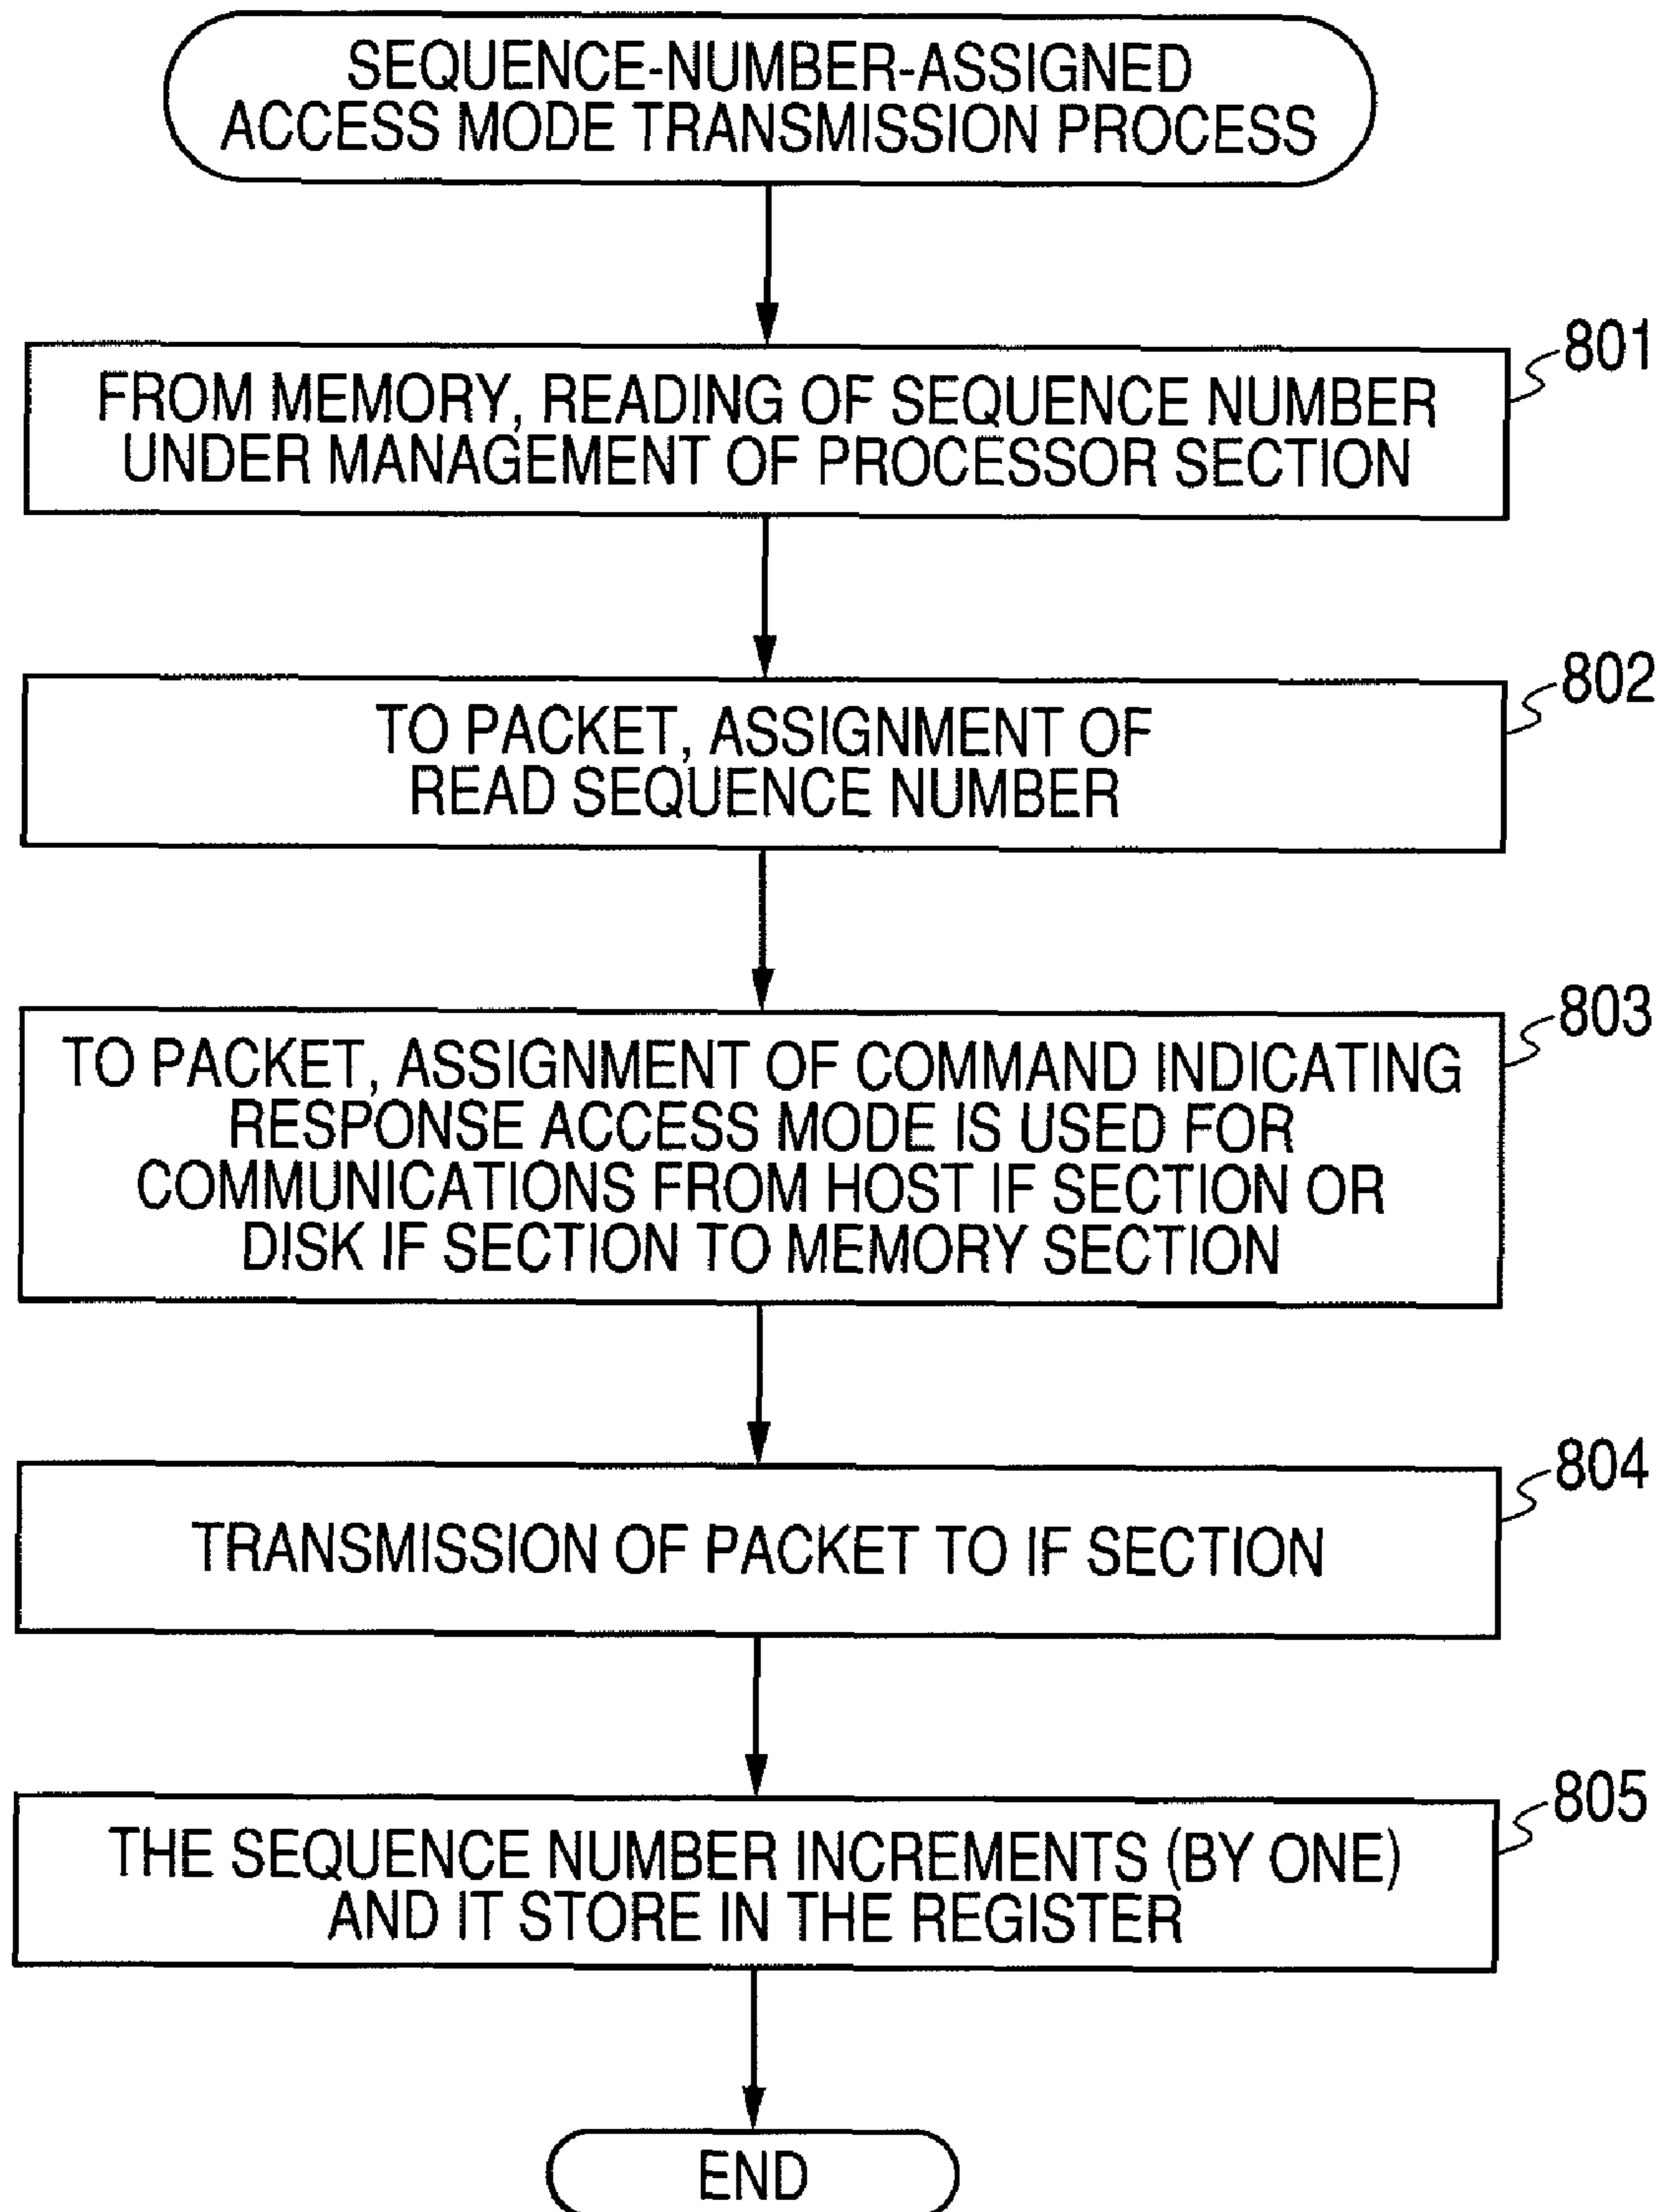 SEQUENCE-NUMBER-ASSIGNED
ACCESS MODE TRANSMISSION PROCESS
801
FROM MEMORY, READING OF SEQUENCE NUMBER
UNDER MANAGEMENT OF PROCESSOR SECTION
802
TO PACKET, ASSIGNMENT OF
READ SEQUENCE NUMBER
803
TO PACKET, ASSIGNMENT OF COMMAND INDICATING
RESPONSE ACCESS MODE IS USED FOR
COMMUNICATIONS FROM HOST IF SECTION OR
DISK IF SECTION TO MEMORY SECTION
804
TRANSMISSION OF PACKET TO IF SECTION
805
THE SEQUENCE NUMBER INCREMENTS (BY ONE)
AND IT STORE IN THE REGISTER
END